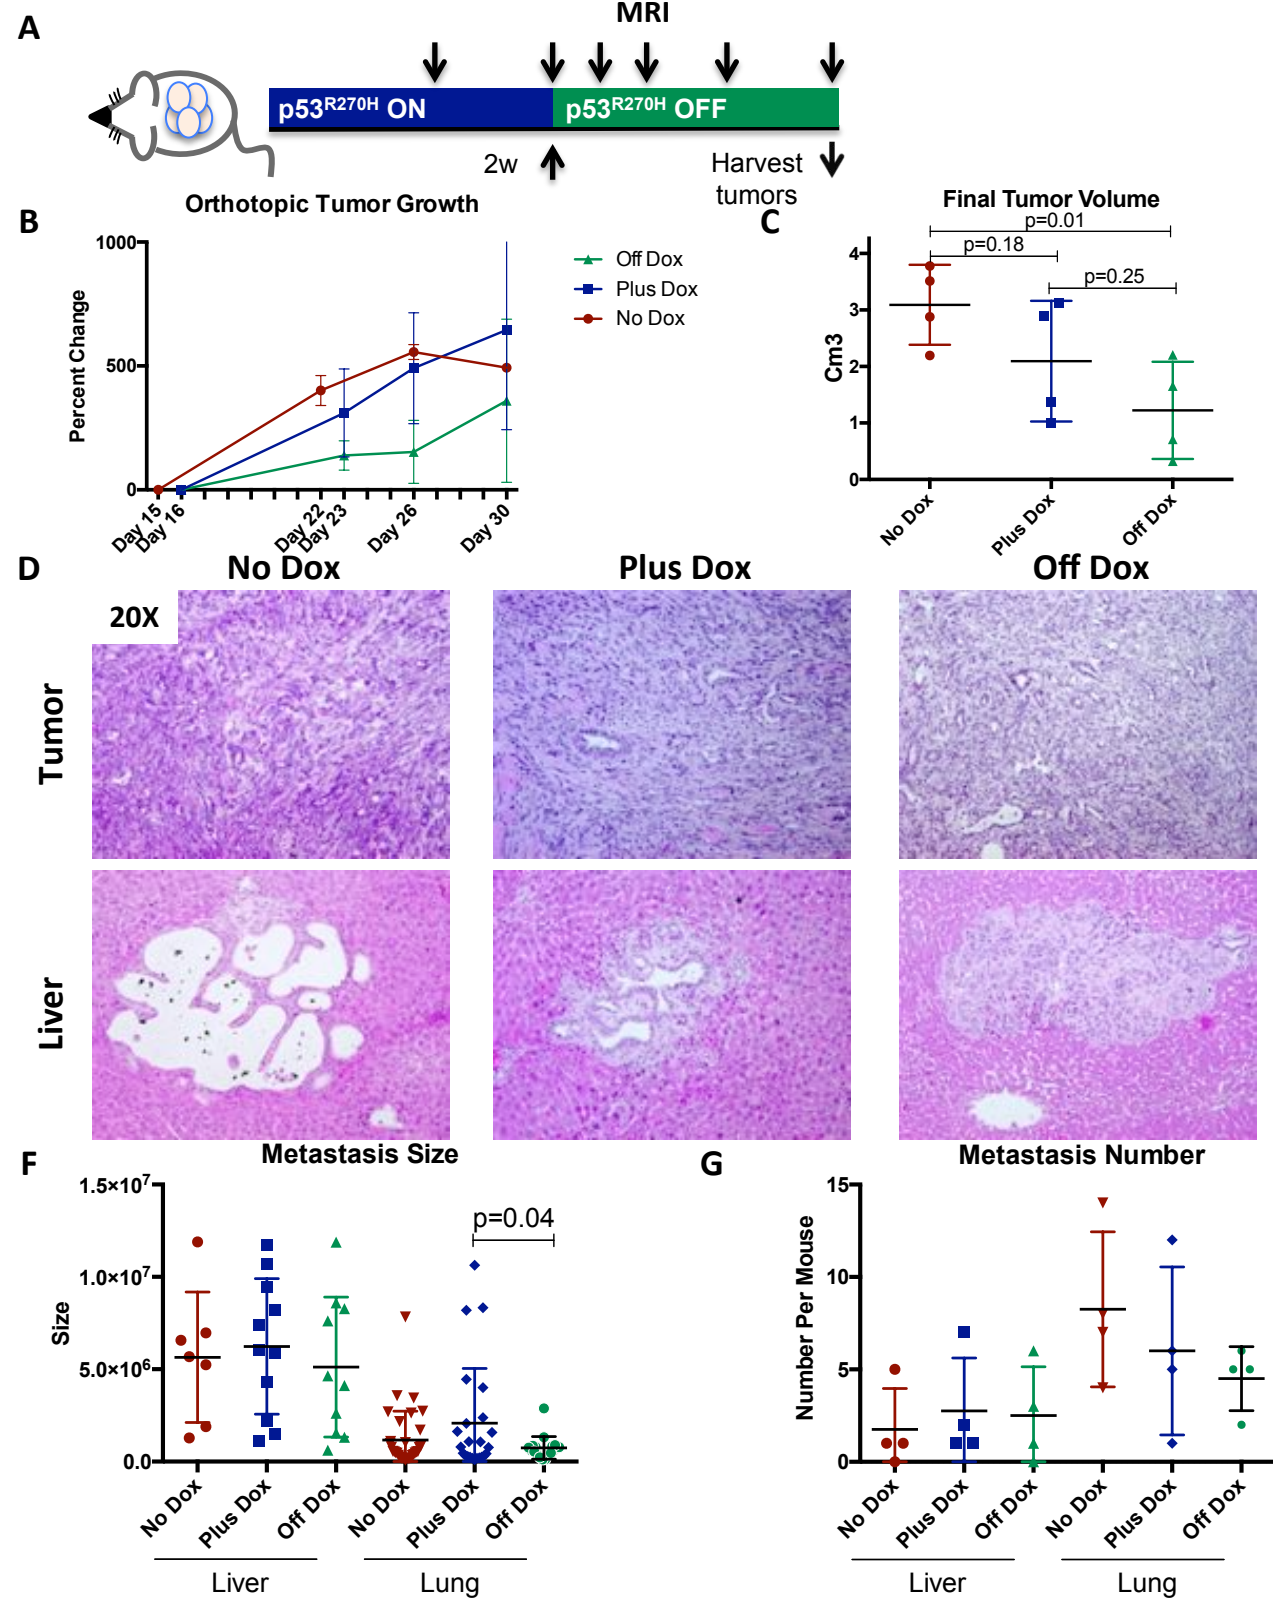 A
MRI
p53R270H ON
p53R270H OFF
2w
Harvest
tumors
B
Orthotopic Tumor Growth
1000
500
0
Percent Change
Day 15
Day 16
Day 22
Day 23
Day 26
Day 30
Off Dox
Plus Dox
No Dox
C
Final Tumor Volume
p=0.01
p=0.18
p=0.25
4
3
2
1
0
Cm3
No Dox
Plus Dox
Off Dox
D
No Dox
Plus Dox
Off Dox
20X
Tumor
Liver
F
Metastasis Size
1.5×10⁷
1.0×10⁷
5.0×10⁶
0.0
Size
p=0.04
No Dox
Plus Dox
Off Dox
No Dox
Plus Dox
Off Dox
Liver
Lung
G
Metastasis Number
15
10
5
0
Number Per Mouse
No Dox
Plus Dox
Off Dox
No Dox
Plus Dox
Off Dox
Liver
Lung